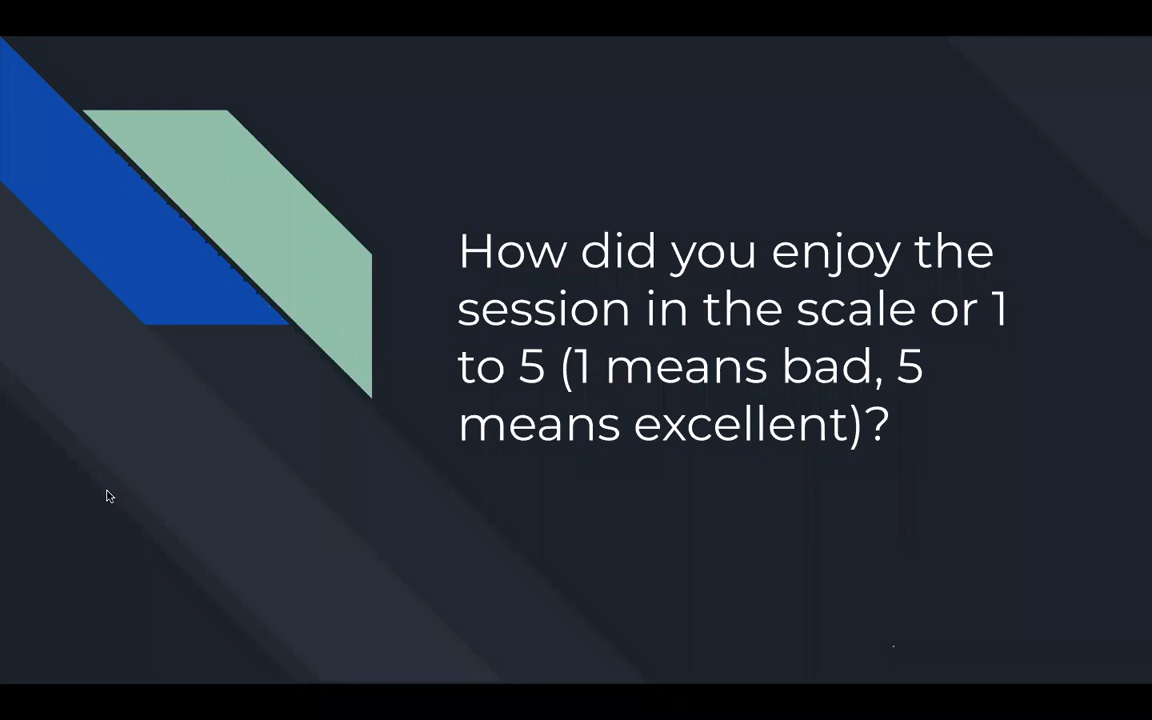 How did you enjoy the
session in the scale or 1
to 5 (1 means bad, 5
means excellent)?